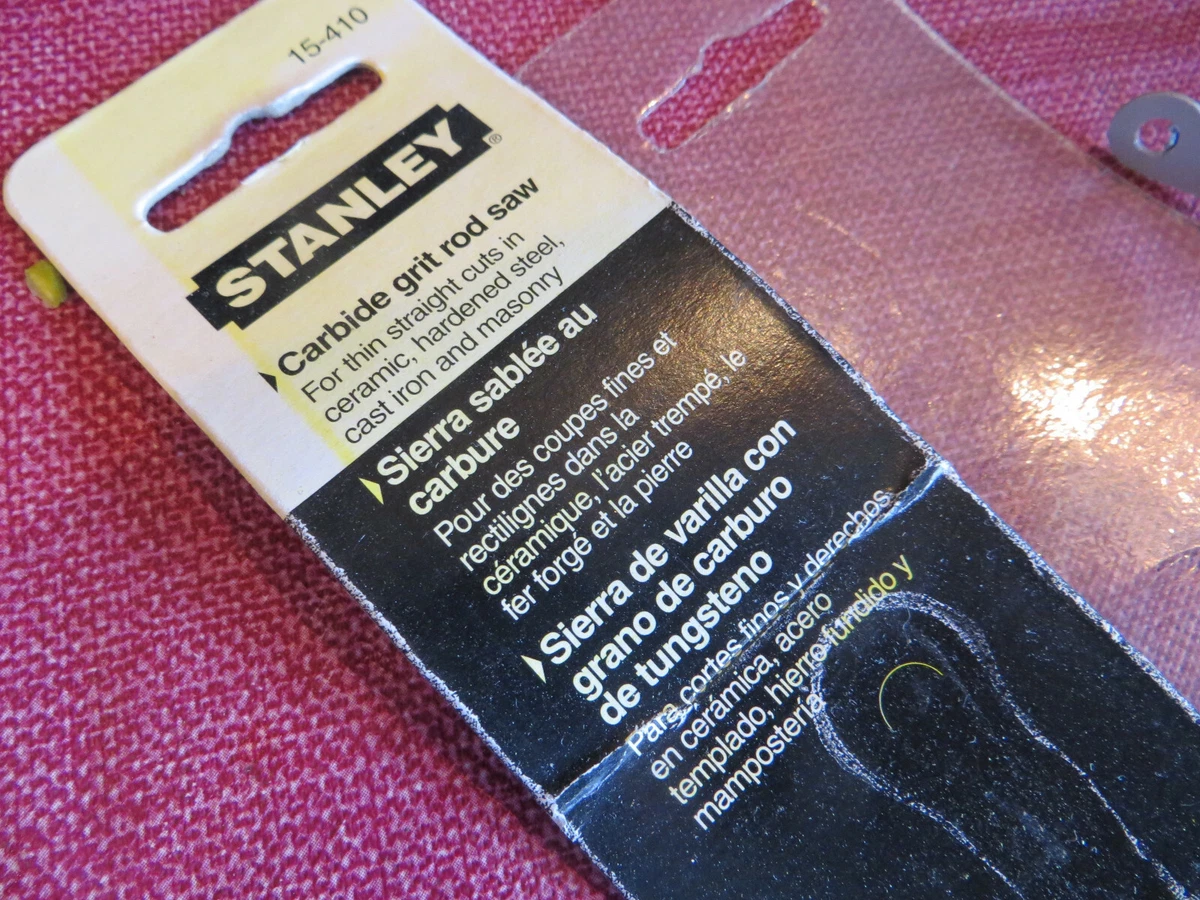 15-410
STANLEY®
Carbide grit rod saw
For thin straight cuts in
ceramic, hardened steel,
cast iron and masonry
Sierra sablée au
carbure
Pour des coupes fines et
rectilignes dans la
céramique, l'acier trempé, le
fer forgé et la pierre
Sierra de varilla con
grano de carburo
de tungsteno
Para cortes finos y derechos
en cerámica, acero
templado, hierro fundido y
mampostería